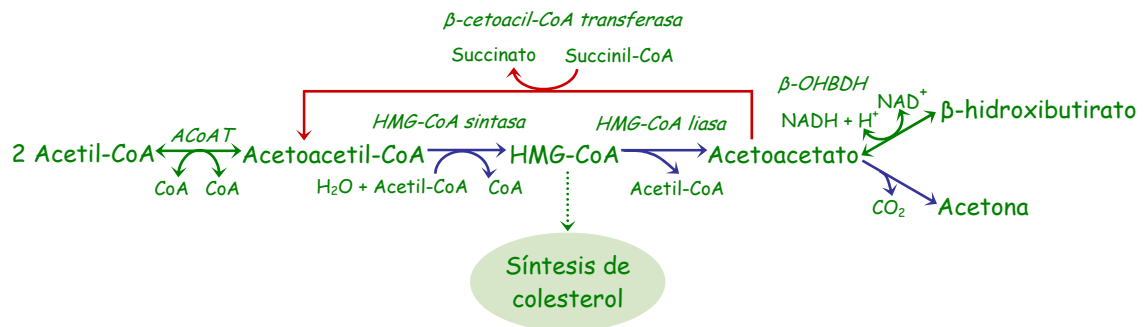 β-cetoacil-CoA transferasa
Succinato Succinil-CoA
β-OHBDH
NAD⁺
NADH + H⁺
β-hidroxibutirato
ACoAT
HMG-CoA sintasa
HMG-CoA liasa
2 Acetil-CoA
Acetoacetil-CoA
HMG-CoA
Acetoacetato
CoA CoA
H₂O + Acetil-CoA
CoA
Acetil-CoA
CO₂
Acetona
Síntesis de
colesterol